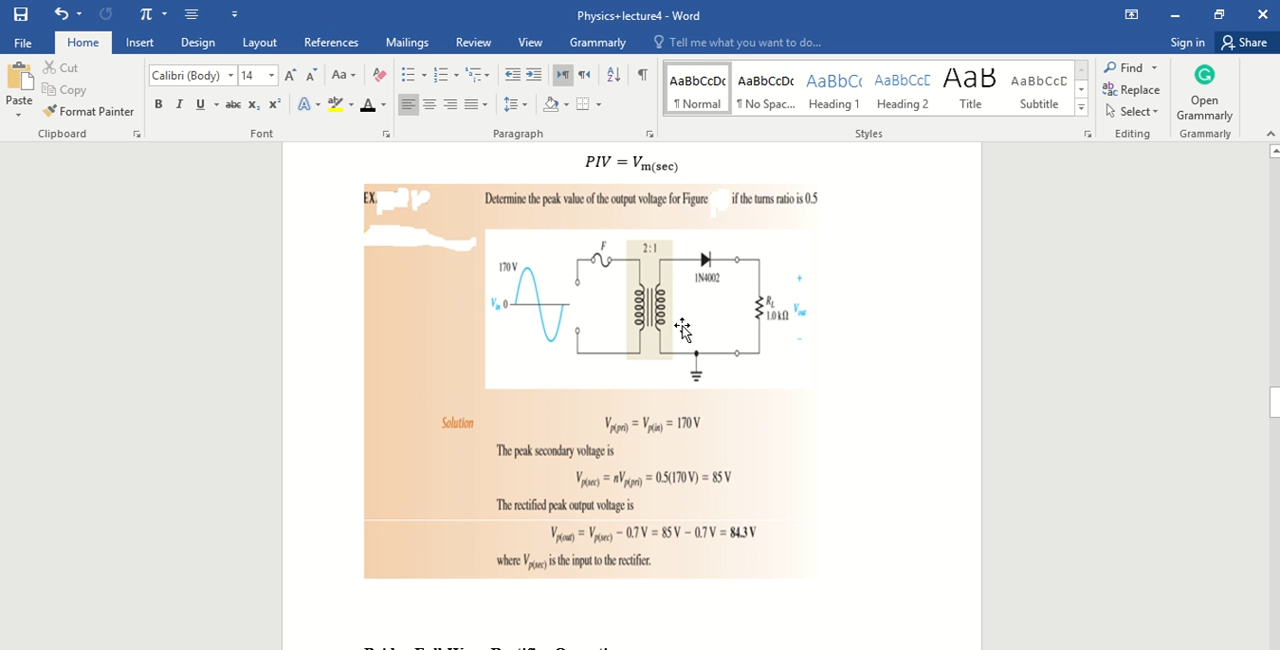 Physics+lecture4 - Word
File Home Insert Design Layout References Mailings Review View Grammarly Tell me what you want to do... Sign in Share
Paste Cut Copy Format Painter
Calibri (Body) 14
AaBbCcDc AaBbCcDc AaBbCc AaBbCcE AaB AaBbCcD
¶ Normal ¶ No Spac... Heading 1 Heading 2 Title Subtitle
Find Replace Select
Open Grammarly
Clipboard Font Paragraph Styles Editing Grammarly
PIV = Vm(sec)
EX. Determine the peak value of the output voltage for Figure if the turns ratio is 0.5
F 2:1
170 V
1N4002
Vin 0
RL
1.0 kΩ
+
Vout
–
Solution Vp(pri) = Vp(in) = 170 V
The peak secondary voltage is
Vp(sec) = nVp(pri) = 0.5(170 V) = 85 V
The rectified peak output voltage is
Vp(out) = Vp(sec) − 0.7 V = 85 V − 0.7 V = 84.3 V
where Vp(sec) is the input to the rectifier.